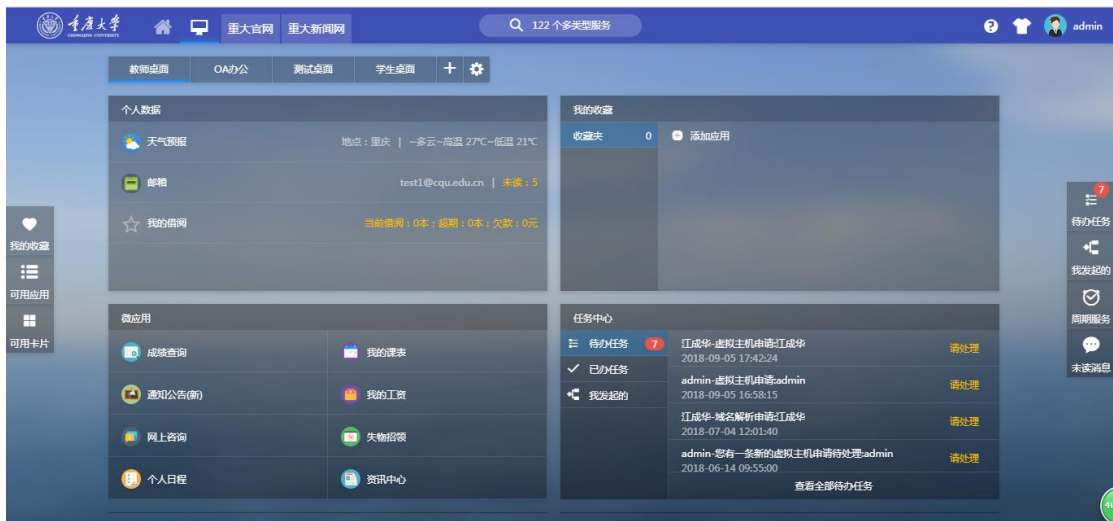 重庆大学
CHONGQING UNIVERSITY
重大官网 重大新闻网
122 个多类型服务
admin
教师桌面 OA办公 测试桌面 学生桌面
个人数据
天气预报 地点：重庆 | ~多云~高温 27℃~低温 21℃
邮箱 test1@cqu.edu.cn | 未读：5
我的借阅 当前借阅：0本；超期：0本；欠款：0元
我的收藏
收藏夹 0 添加应用
我的收藏
可用应用
可用卡片
7
待办任务
我发起的
周期服务
未读消息
微应用
成绩查询 我的课表
通知公告(新) 我的工资
网上咨询 失物招领
个人日程 资讯中心
任务中心
待办任务 7
已办任务
我发起的
江成华-虚拟主机申请:江成华 请处理
2018-09-05 17:42:24
admin-虚拟主机申请:admin 请处理
2018-09-05 16:58:15
江成华-域名解析申请:江成华 请处理
2018-07-04 12:01:40
admin-您有一条新的虚拟主机申请待处理:admin 请处理
2018-06-14 09:55:00
查看全部待办任务